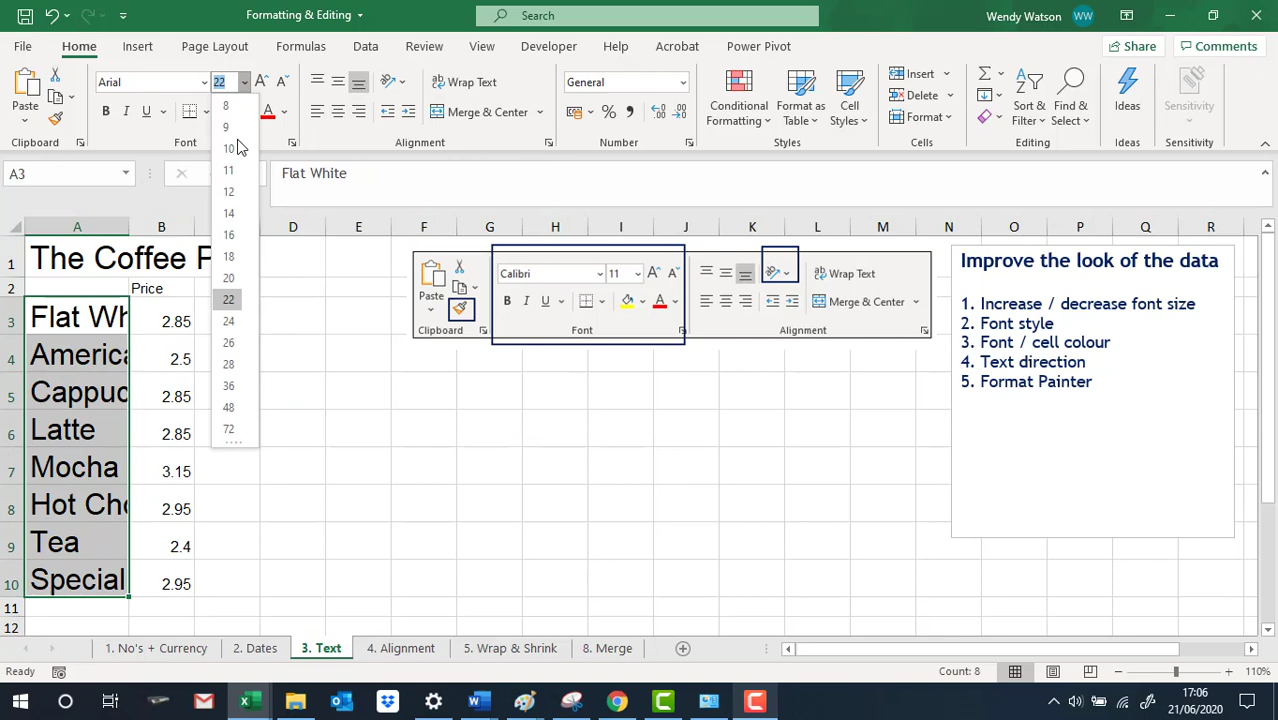 Formatting & Editing
Search
Wendy Watson WW
File Home Insert Page Layout Formulas Data Review View Developer Help Acrobat Power Pivot Share Comments
Arial 22 Wrap Text General Insert
Paste Conditional Formatting Format as Table Cell Styles Delete Sort & Filter Find & Select Ideas Sensitivity
B I U Merge & Center Format
Clipboard Font Alignment Number Styles Cells Editing Ideas Sensitivity
8
9
10
11
12
14
16
18
20
22
24
26
28
36
48
72
A3 Flat White
A B D E F G H I J K L M N O P Q R
1 The Coffee P
2 Price
3 Flat Wh 2.85
4 America 2.5
5 Cappuc 2.85
6 Latte 2.85
7 Mocha 3.15
8 Hot Cho 2.95
9 Tea 2.4
10 Special 2.95
11
12
Calibri 11 Wrap Text
Paste B I U Merge & Center
Clipboard Font Alignment
Improve the look of the data
1. Increase / decrease font size
2. Font style
3. Font / cell colour
4. Text direction
5. Format Painter
1. No's + Currency 2. Dates 3. Text 4. Alignment 5. Wrap & Shrink 8. Merge
Ready Count: 8 110%
17:06
21/06/2020